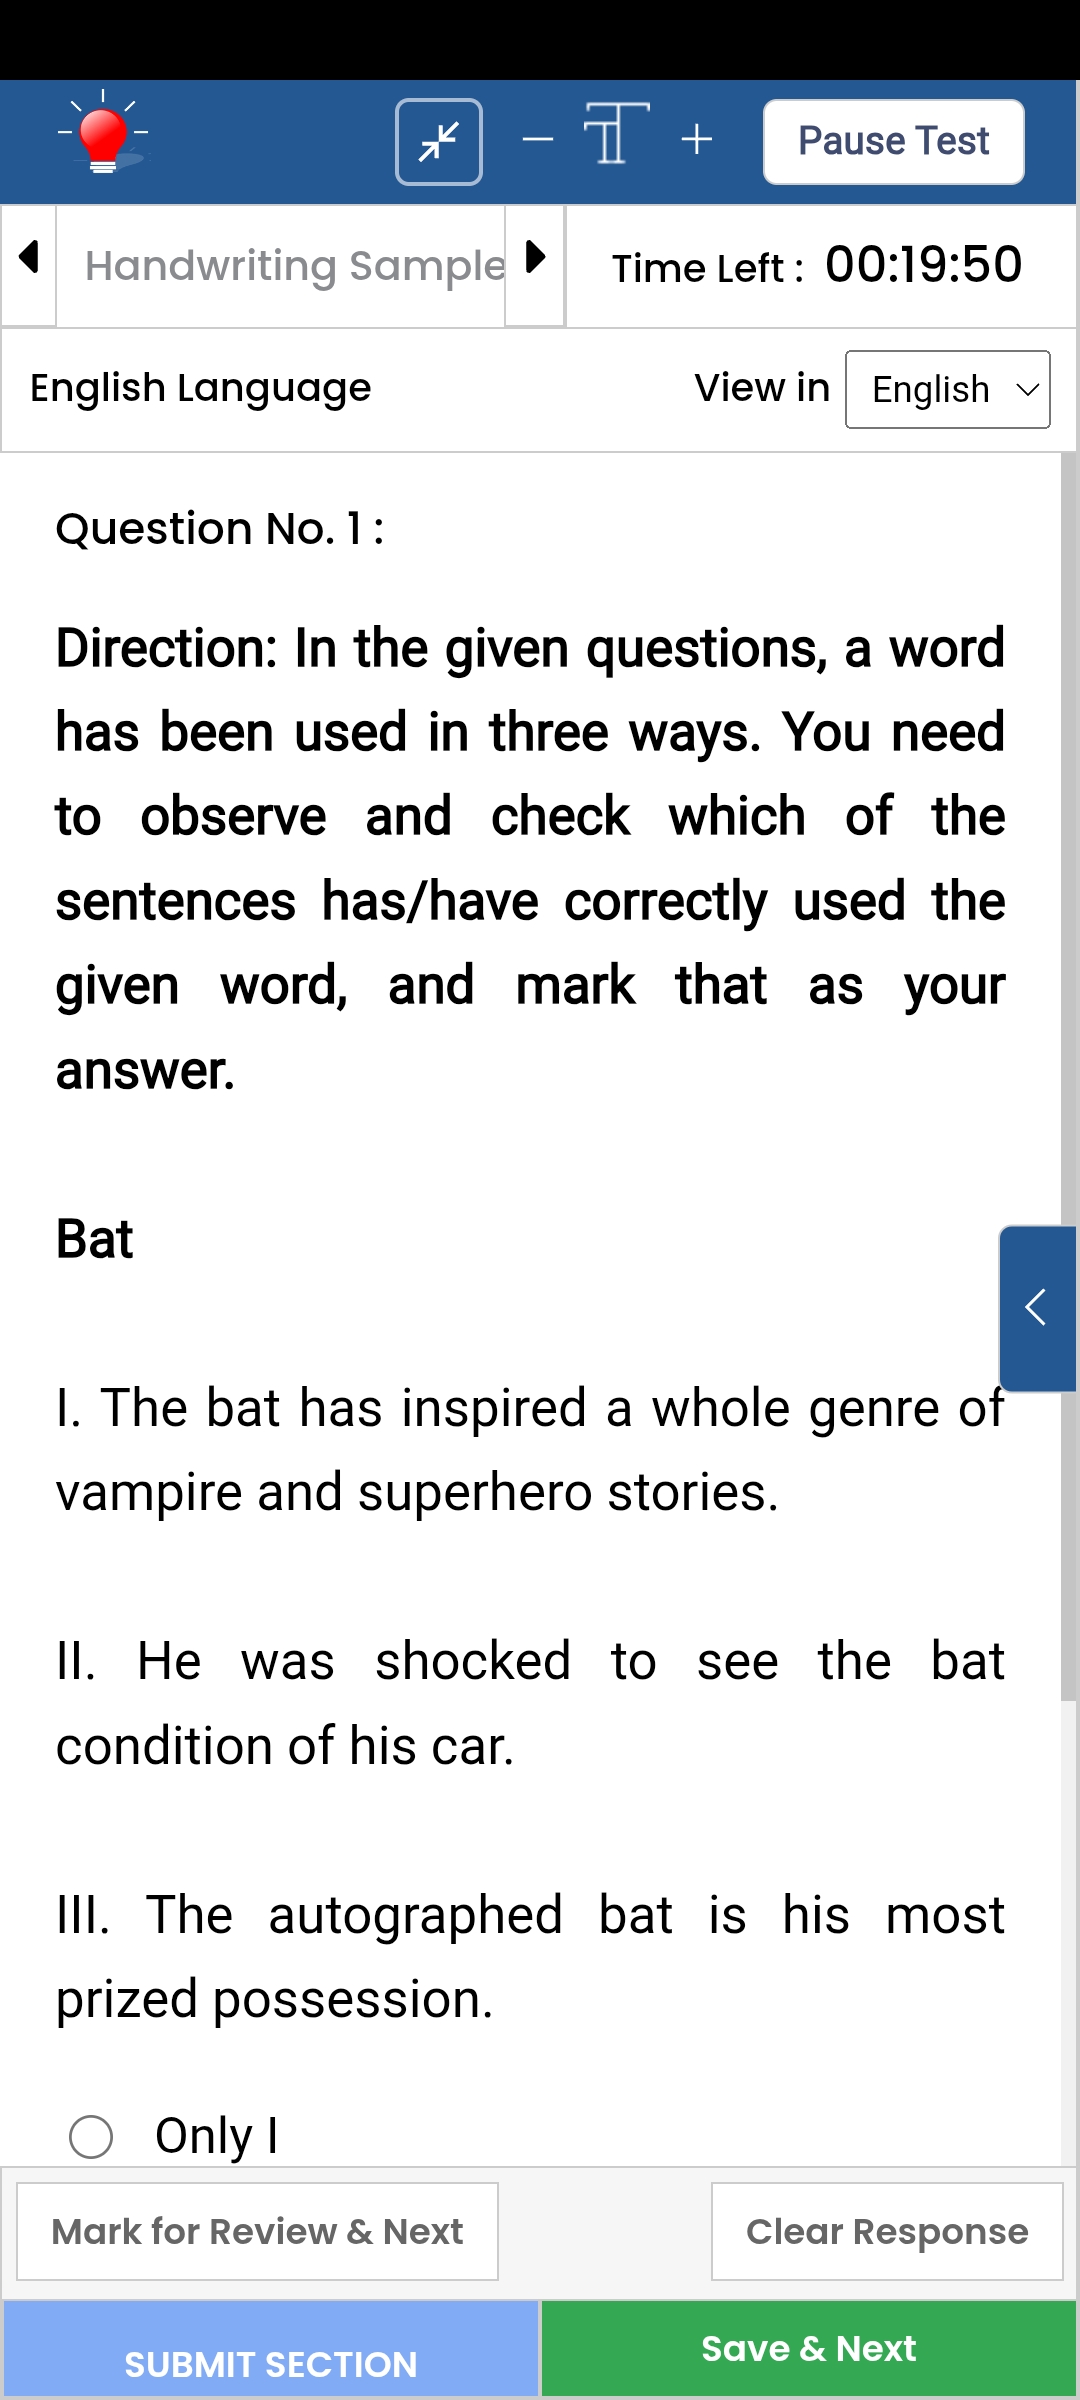 Pause Test
Handwriting Sample
Time Left : 00:19:50
English Language
View in English
Question No. 1 :
Direction: In the given questions, a word
has been used in three ways. You need
to observe and check which of the
sentences has/have correctly used the
given word, and mark that as your
answer.
Bat
I. The bat has inspired a whole genre of
vampire and superhero stories.
II. He was shocked to see the bat
condition of his car.
III. The autographed bat is his most
prized possession.
Only I
Mark for Review & Next
Clear Response
SUBMIT SECTION
Save & Next